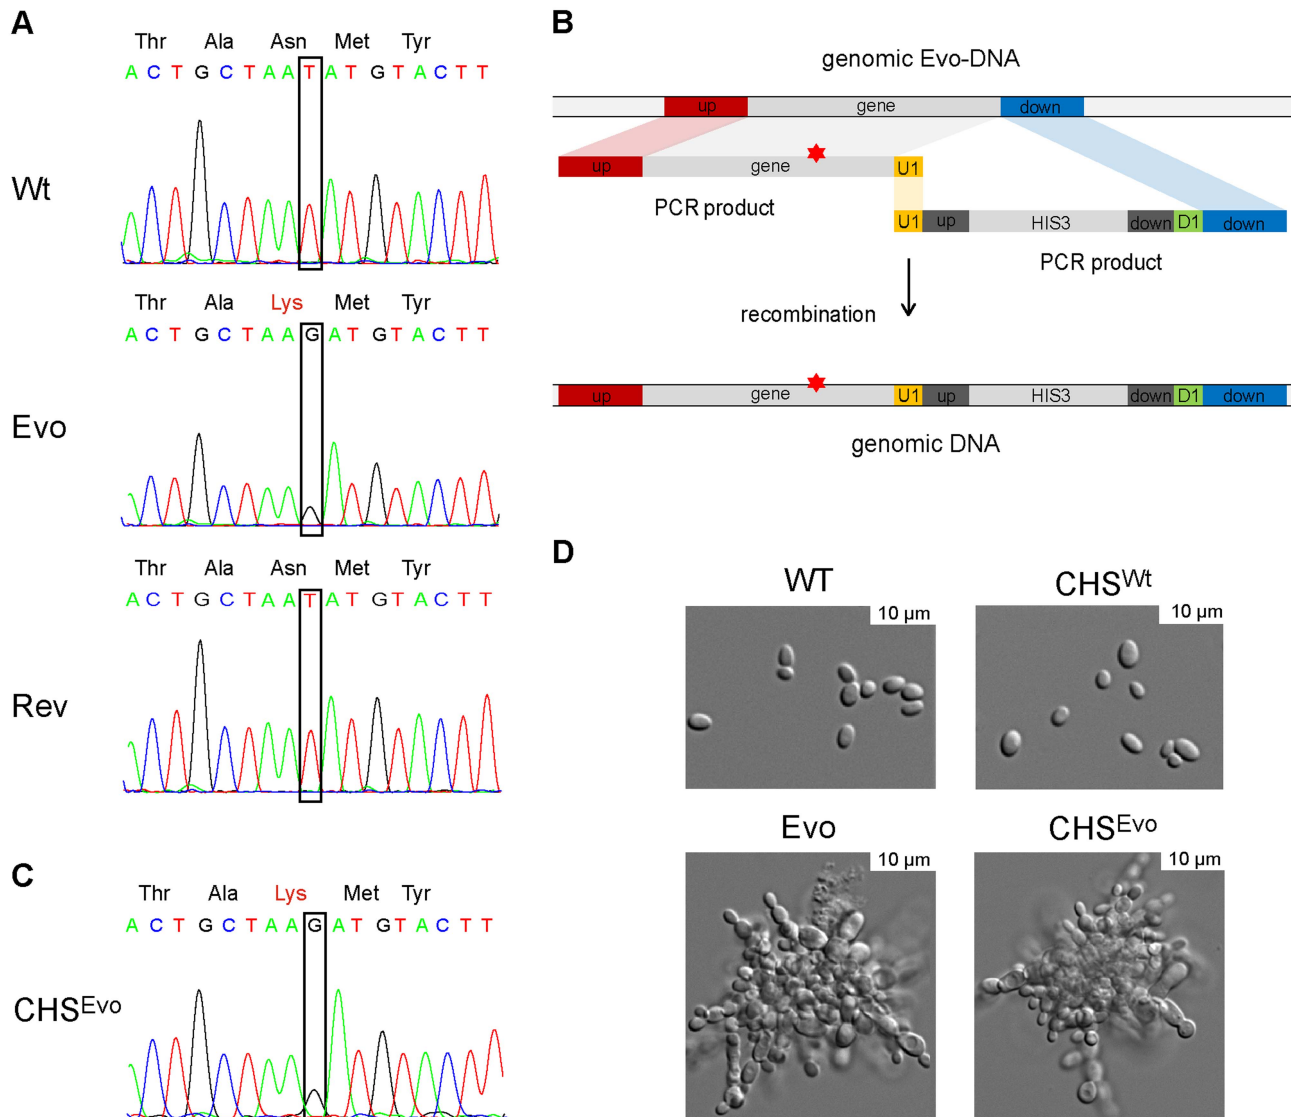 A
Thr Ala Asn Met Tyr
A C T G C T A A T A T G T A C T T
Wt
Thr Ala Lys Met Tyr
A C T G C T A A G A T G T A C T T
Evo
Thr Ala Asn Met Tyr
A C T G C T A A T A T G T A C T T
Rev
B
genomic Evo-DNA
up gene down
up gene U1
PCR product
U1 up HIS3 down D1 down
PCR product
recombination
up gene U1 up HIS3 down D1 down
genomic DNA
C
Thr Ala Lys Met Tyr
A C T G C T A A G A T G T A C T T
CHSEvo
D
WT
10 µm
CHSWt
10 µm
Evo
10 µm
CHSEvo
10 µm